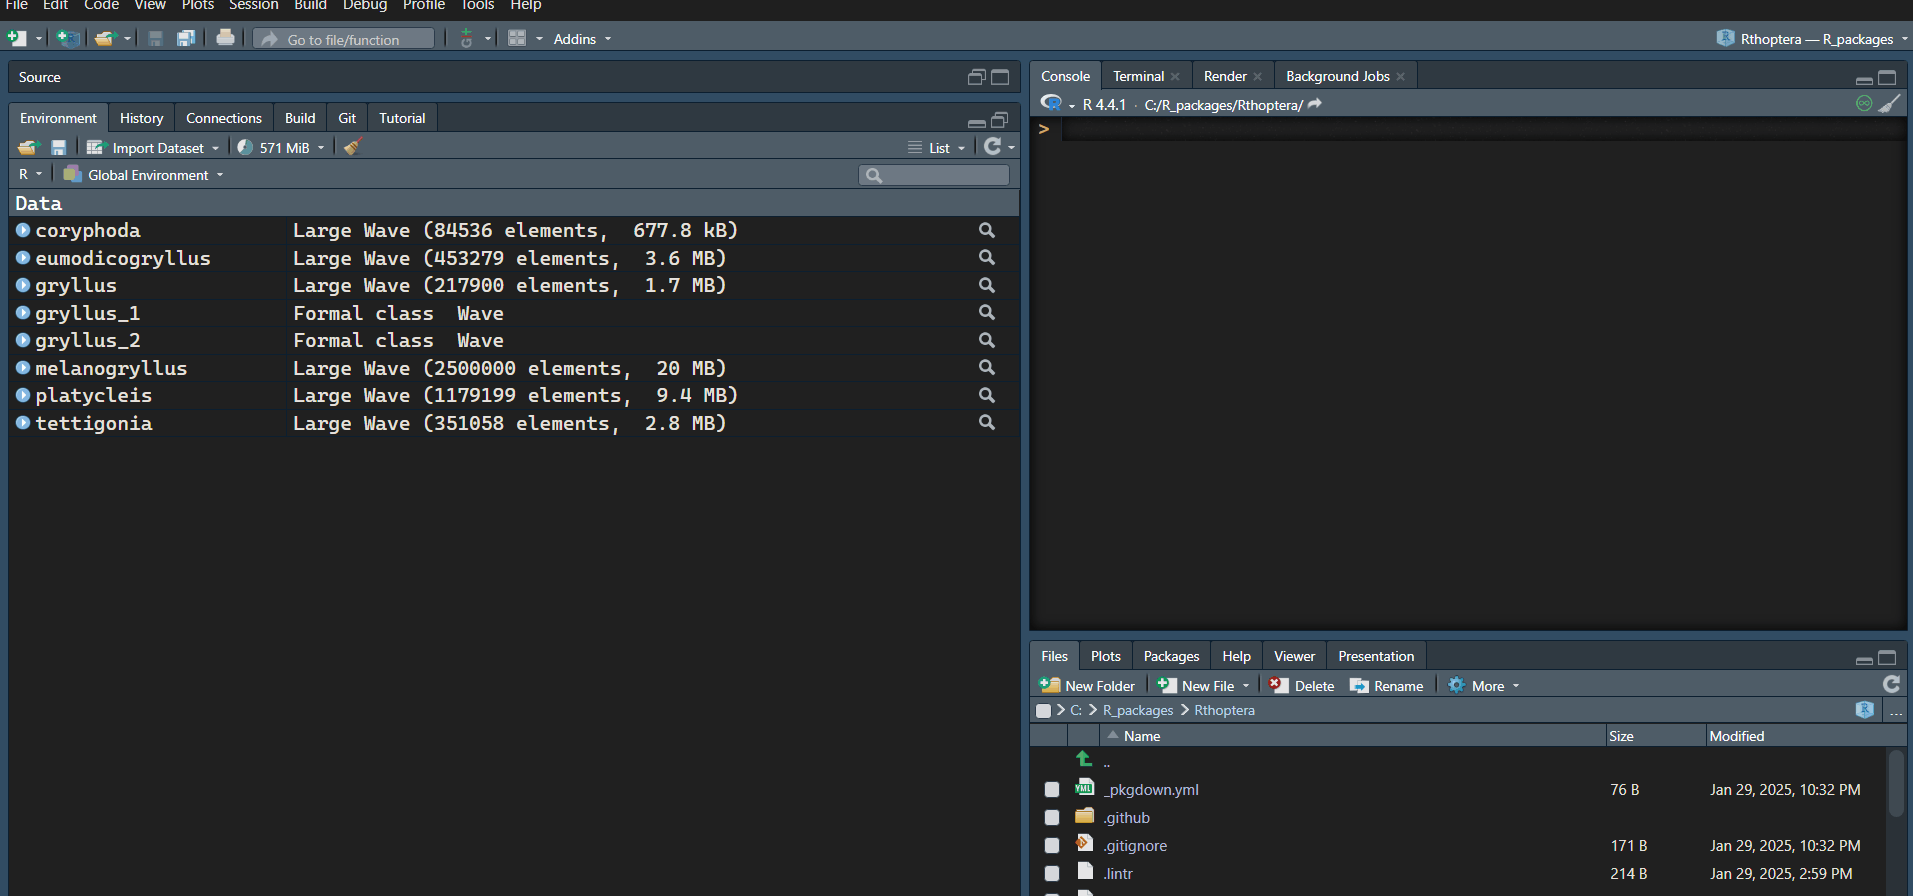 File Edit Code View Plots Session Build Debug Profile Tools Help
Go to file/function Addins Rthoptera — R_packages
Source
Environment History Connections Build Git Tutorial
Import Dataset 571 MiB List
R Global Environment
Data
coryphoda Large Wave (84536 elements, 677.8 kB)
eumodicogryllus Large Wave (453279 elements, 3.6 MB)
gryllus Large Wave (217900 elements, 1.7 MB)
gryllus_1 Formal class Wave
gryllus_2 Formal class Wave
melanogryllus Large Wave (2500000 elements, 20 MB)
platycleis Large Wave (1179199 elements, 9.4 MB)
tettigonia Large Wave (351058 elements, 2.8 MB)
Console Terminal Render Background Jobs
R 4.4.1 · C:/R_packages/Rthoptera/
>
Files Plots Packages Help Viewer Presentation
New Folder New File Delete Rename More
C: R_packages Rthoptera ...
Name Size Modified
..
_pkgdown.yml 76 B Jan 29, 2025, 10:32 PM
.github
.gitignore 171 B Jan 29, 2025, 10:32 PM
.lintr 214 B Jan 29, 2025, 2:59 PM